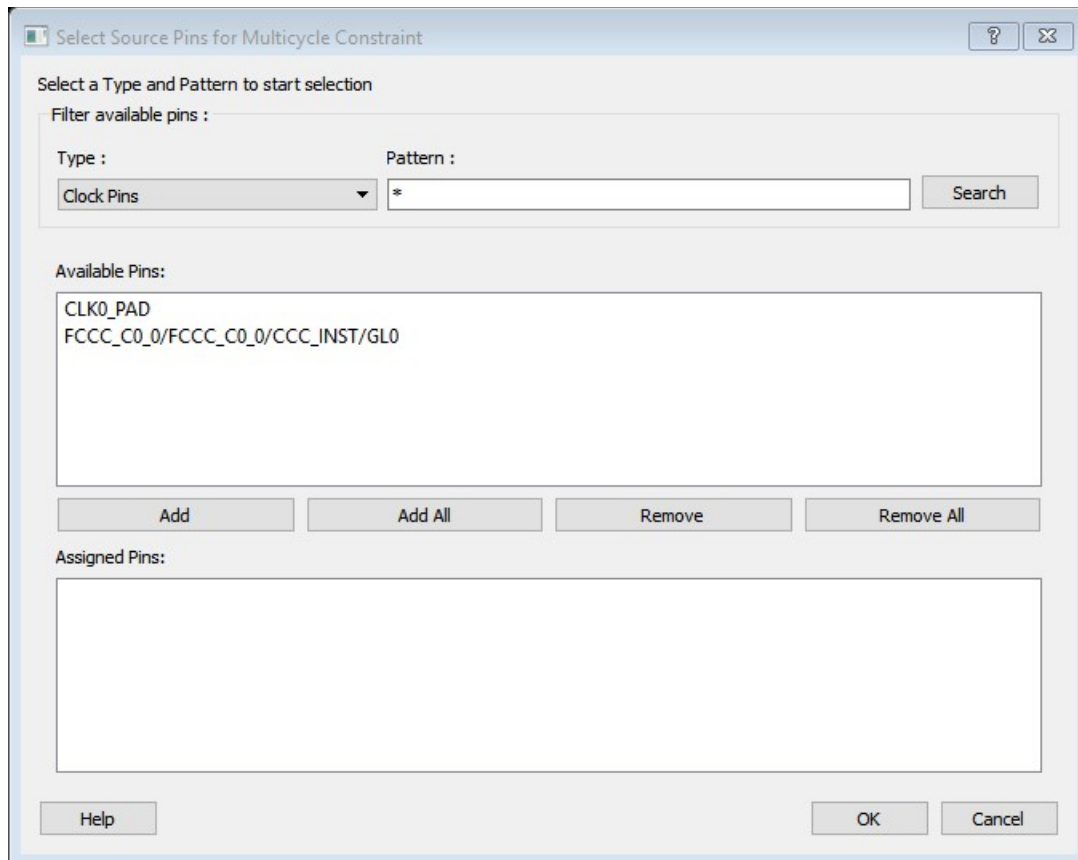 Select Source Pins for Multicycle Constraint
Select a Type and Pattern to start selection
Filter available pins :
Type :
Pattern :
Clock Pins
*
Search
Available Pins:
CLK0_PAD
FCCC_C0_0/FCCC_C0_0/CCC_INST/GL0
Add
Add All
Remove
Remove All
Assigned Pins:
Help
OK
Cancel